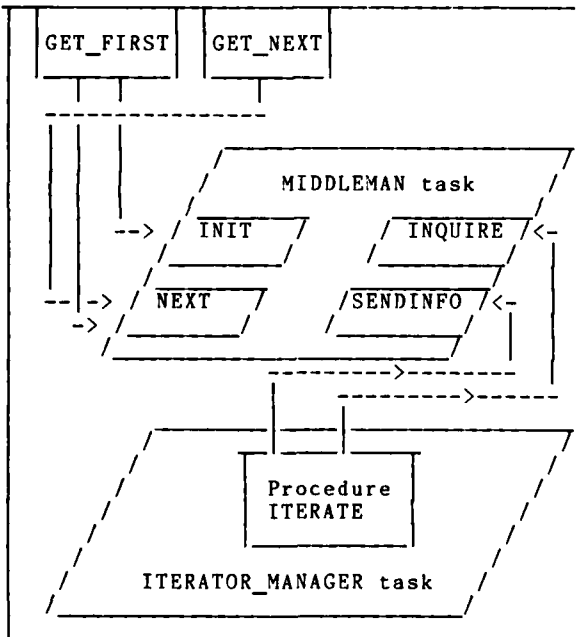 GET_FIRST GET_NEXT
MIDDLEMAN task
INIT INQUIRE
NEXT SENDINFO
Procedure
ITERATE
ITERATOR_MANAGER task